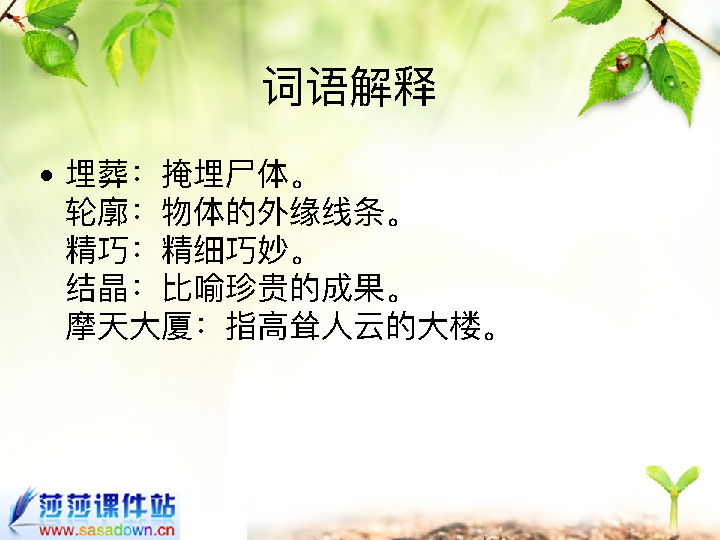 词语解释
• 埋葬：掩埋尸体。
轮廓：物体的外缘线条。
精巧：精细巧妙。
结晶：比喻珍贵的成果。
摩天大厦：指高耸人云的大楼。
莎莎课件站
www.sasadown.cn